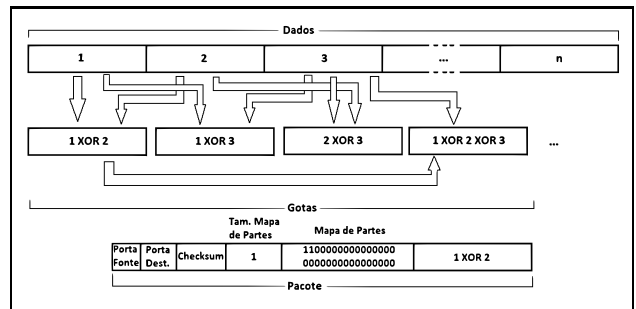 Dados
1 2 3 ... n
1 XOR 2 1 XOR 3 2 XOR 3 1 XOR 2 XOR 3 ...
Gotas
Tam. Mapa
de Partes
Mapa de Partes
Porta
Fonte
Porta
Dest.
Checksum
1
1100000000000000
0000000000000000
1 XOR 2
Pacote